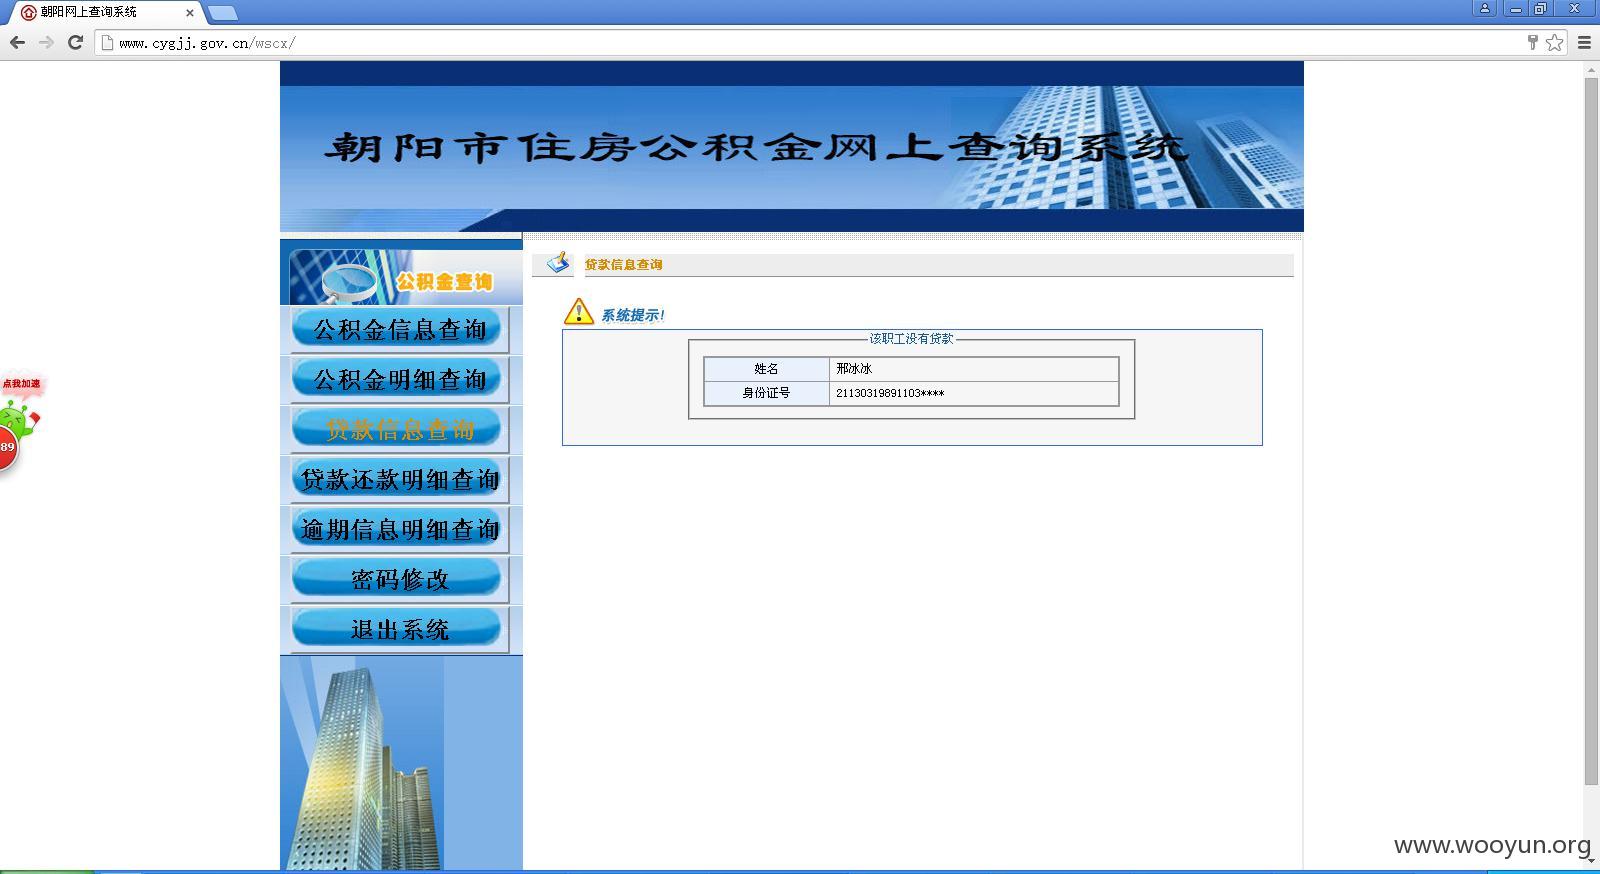 朝阳网上查询系统
www.cygjj.gov.cn/wscx/
朝阳市住房公积金网上查询系统
公积金查询
公积金信息查询
公积金明细查询
贷款信息查询
贷款还款明细查询
逾期信息明细查询
密码修改
退出系统
贷款信息查询
系统提示!
该职工没有贷款
姓名 邢冰冰
身份证号 21130319891103****
点我加速
89
www.wooyun.org